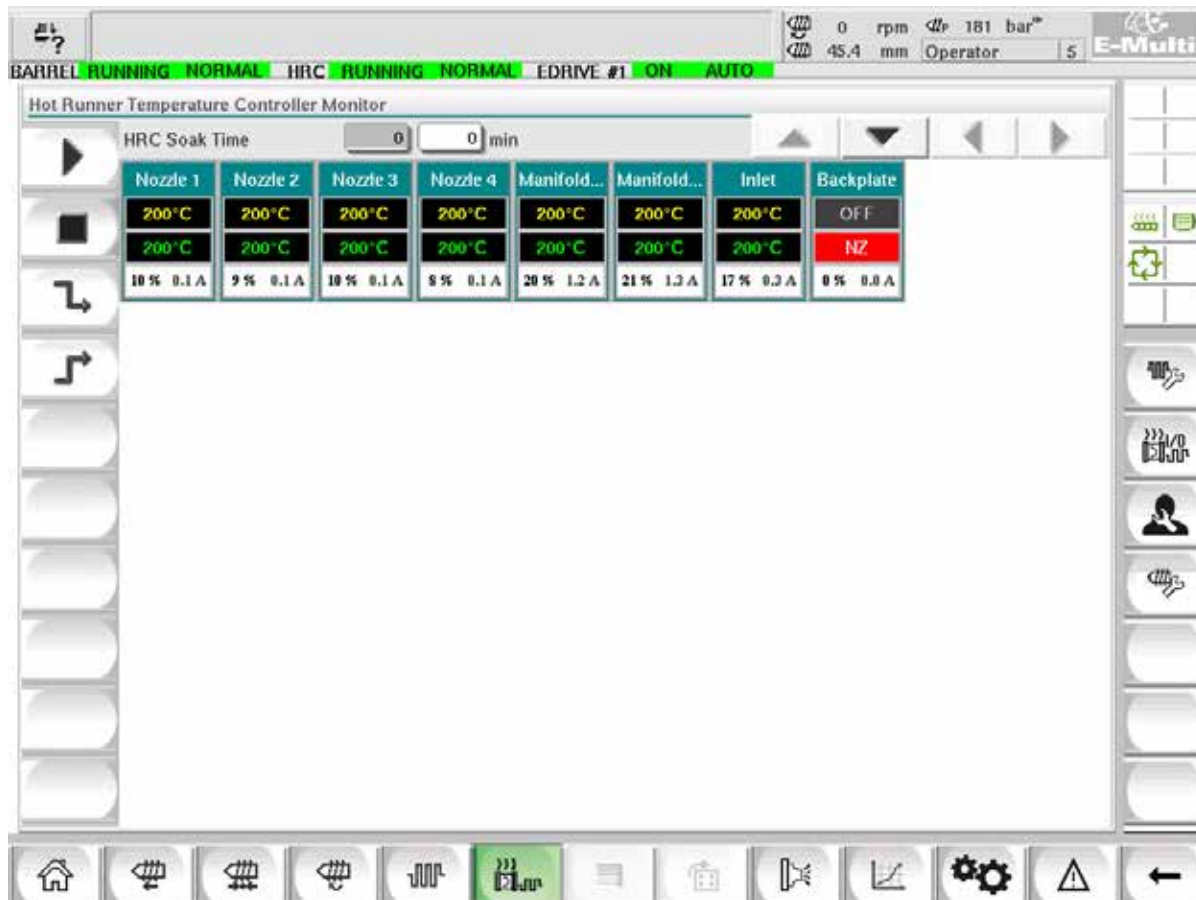 0 rpm P 181 bar
E-Multi
45.4 mm Operator 5
BARREL RUNNING NORMAL HRC RUNNING NORMAL EDRIVE #1 ON AUTO
Hot Runner Temperature Controller Monitor
HRC Soak Time 0 0 min
Nozzle 1 Nozzle 2 Nozzle 3 Nozzle 4 Manifold... Manifold... Inlet Backplate
200°C 200°C 200°C 200°C 200°C 200°C 200°C OFF
200°C 200°C 200°C 200°C 200°C 200°C 200°C NZ
10 % 0.1 A 9 % 0.1 A 10 % 0.1 A 8 % 0.1 A 20 % 1.2 A 21 % 1.3 A 17 % 0.3 A 0 % 0.0 A
I/O